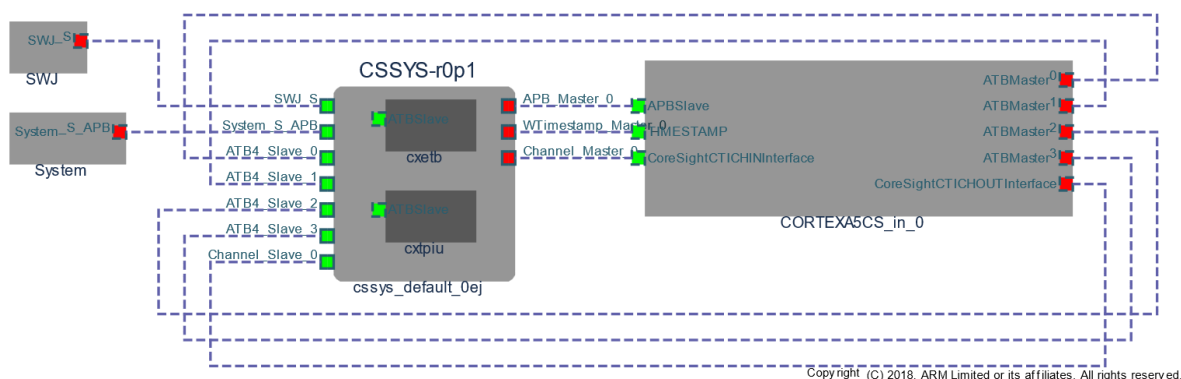 SWJ_S
SWJ
System_S_APB
System
CSSYS-r0p1
SWJ_S
System_S_APB
ATB4_Slave_0
ATB4_Slave_1
ATB4_Slave_2
ATB4_Slave_3
Channel_Slave_0
ATBSlave
cxetb
ATBSlave
cxtpiu
cssys_default_0ej
APB_Master_0
WTimestamp_Master_0
Channel_Master_0
APBSlave
TIMESTAMP
CoreSightCTICHINInterface
ATBMaster0
ATBMaster1
ATBMaster2
ATBMaster3
CoreSightCTICHOUTInterface
CORTEXA5CS_in_0
Copyright (C) 2018, ARM Limited or its affiliates. All rights reserved.